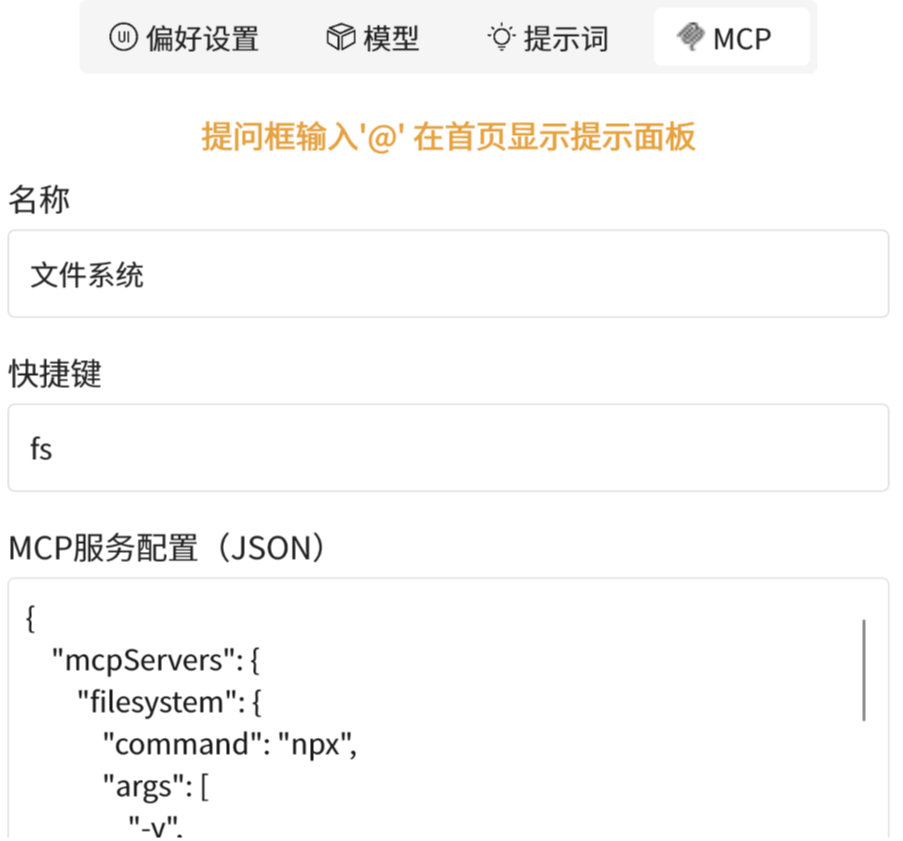 UI 偏好设置 模型 提示词 MCP
提问框输入'@' 在首页显示提示面板
名称
文件系统
快捷键
fs
MCP服务配置（JSON）
{
"mcpServers": {
"filesystem": {
"command": "npx",
"args": [
"-y",